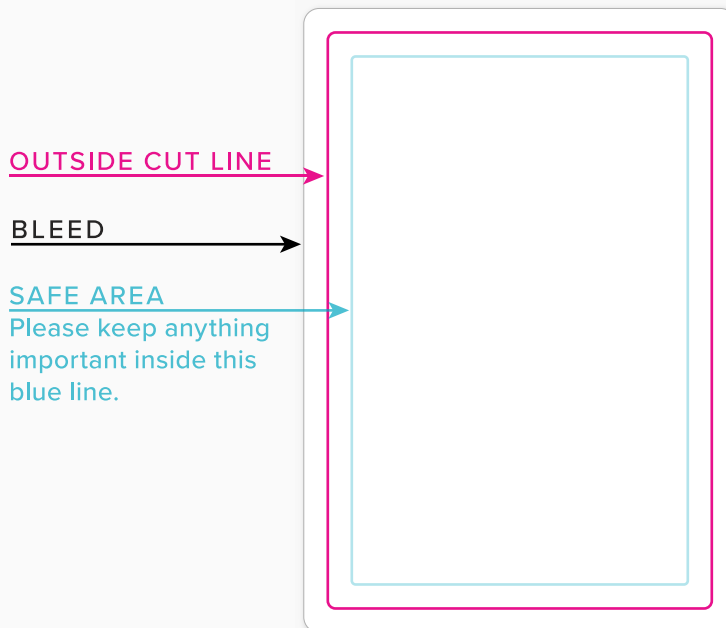 OUTSIDE CUT LINE
BLEED
SAFE AREA
Please keep anything
important inside this
blue line.